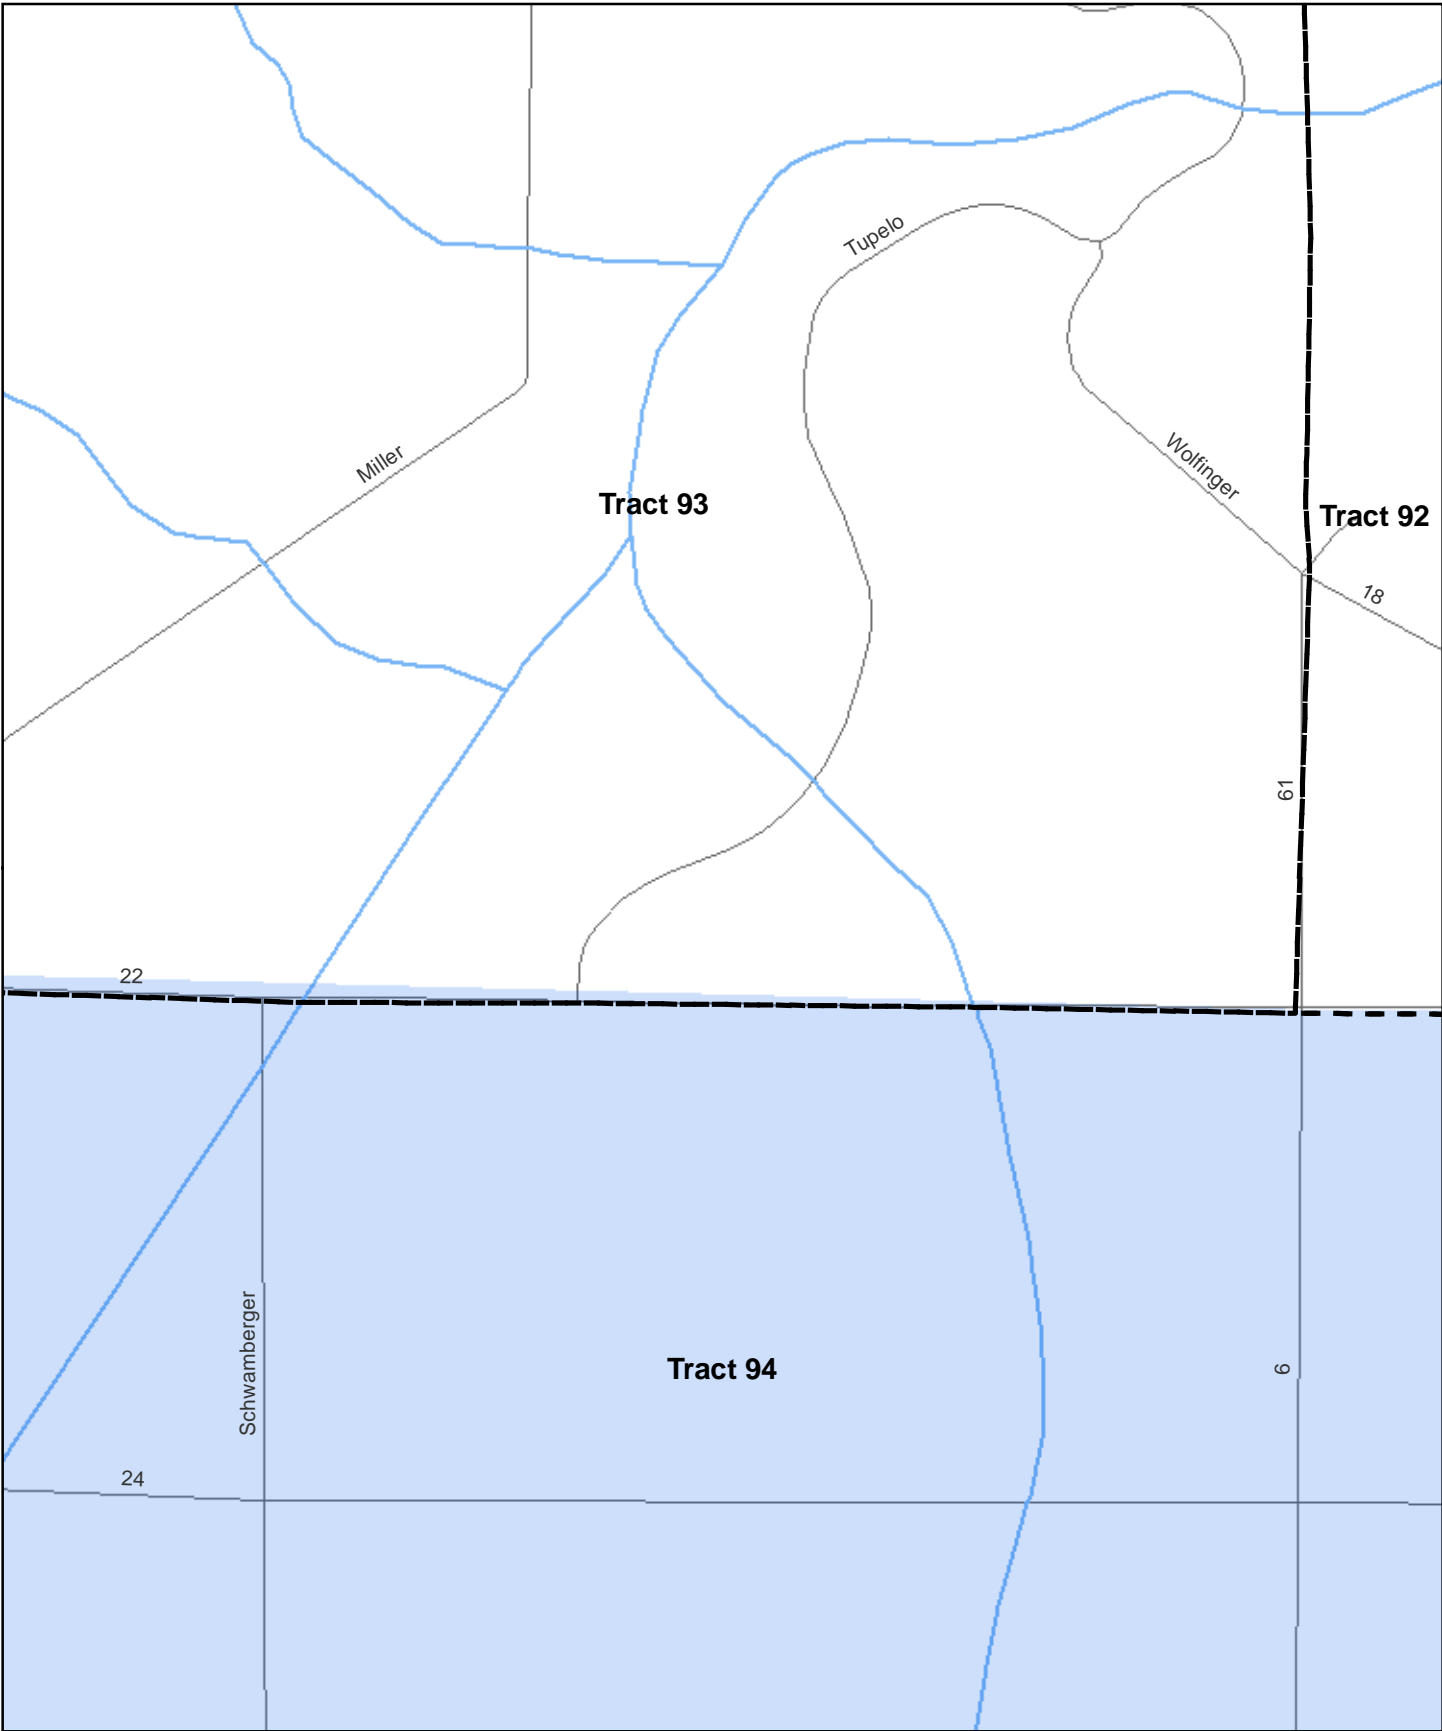 Tupelo
Miller
Wolfinger
Tract 93
Tract 92
18
61
22
Schwamberger
Tract 94
6
24